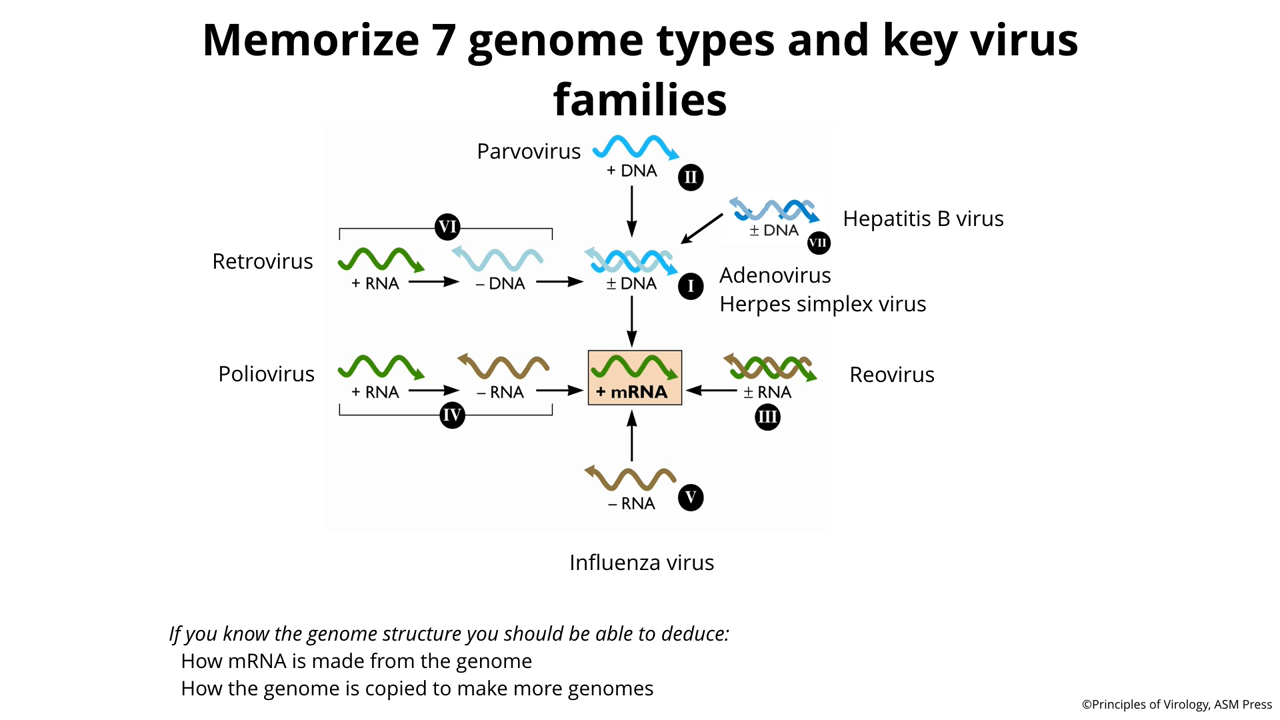 Memorize 7 genome types and key virus
families
Parvovirus
+ DNA
II
± DNA
VII
Hepatitis B virus
VI
Retrovirus
+ RNA
– DNA
± DNA
I
Adenovirus
Herpes simplex virus
Poliovirus
+ RNA
– RNA
IV
+ mRNA
± RNA
III
Reovirus
– RNA
V
Influenza virus
If you know the genome structure you should be able to deduce:
How mRNA is made from the genome
How the genome is copied to make more genomes
©Principles of Virology, ASM Press